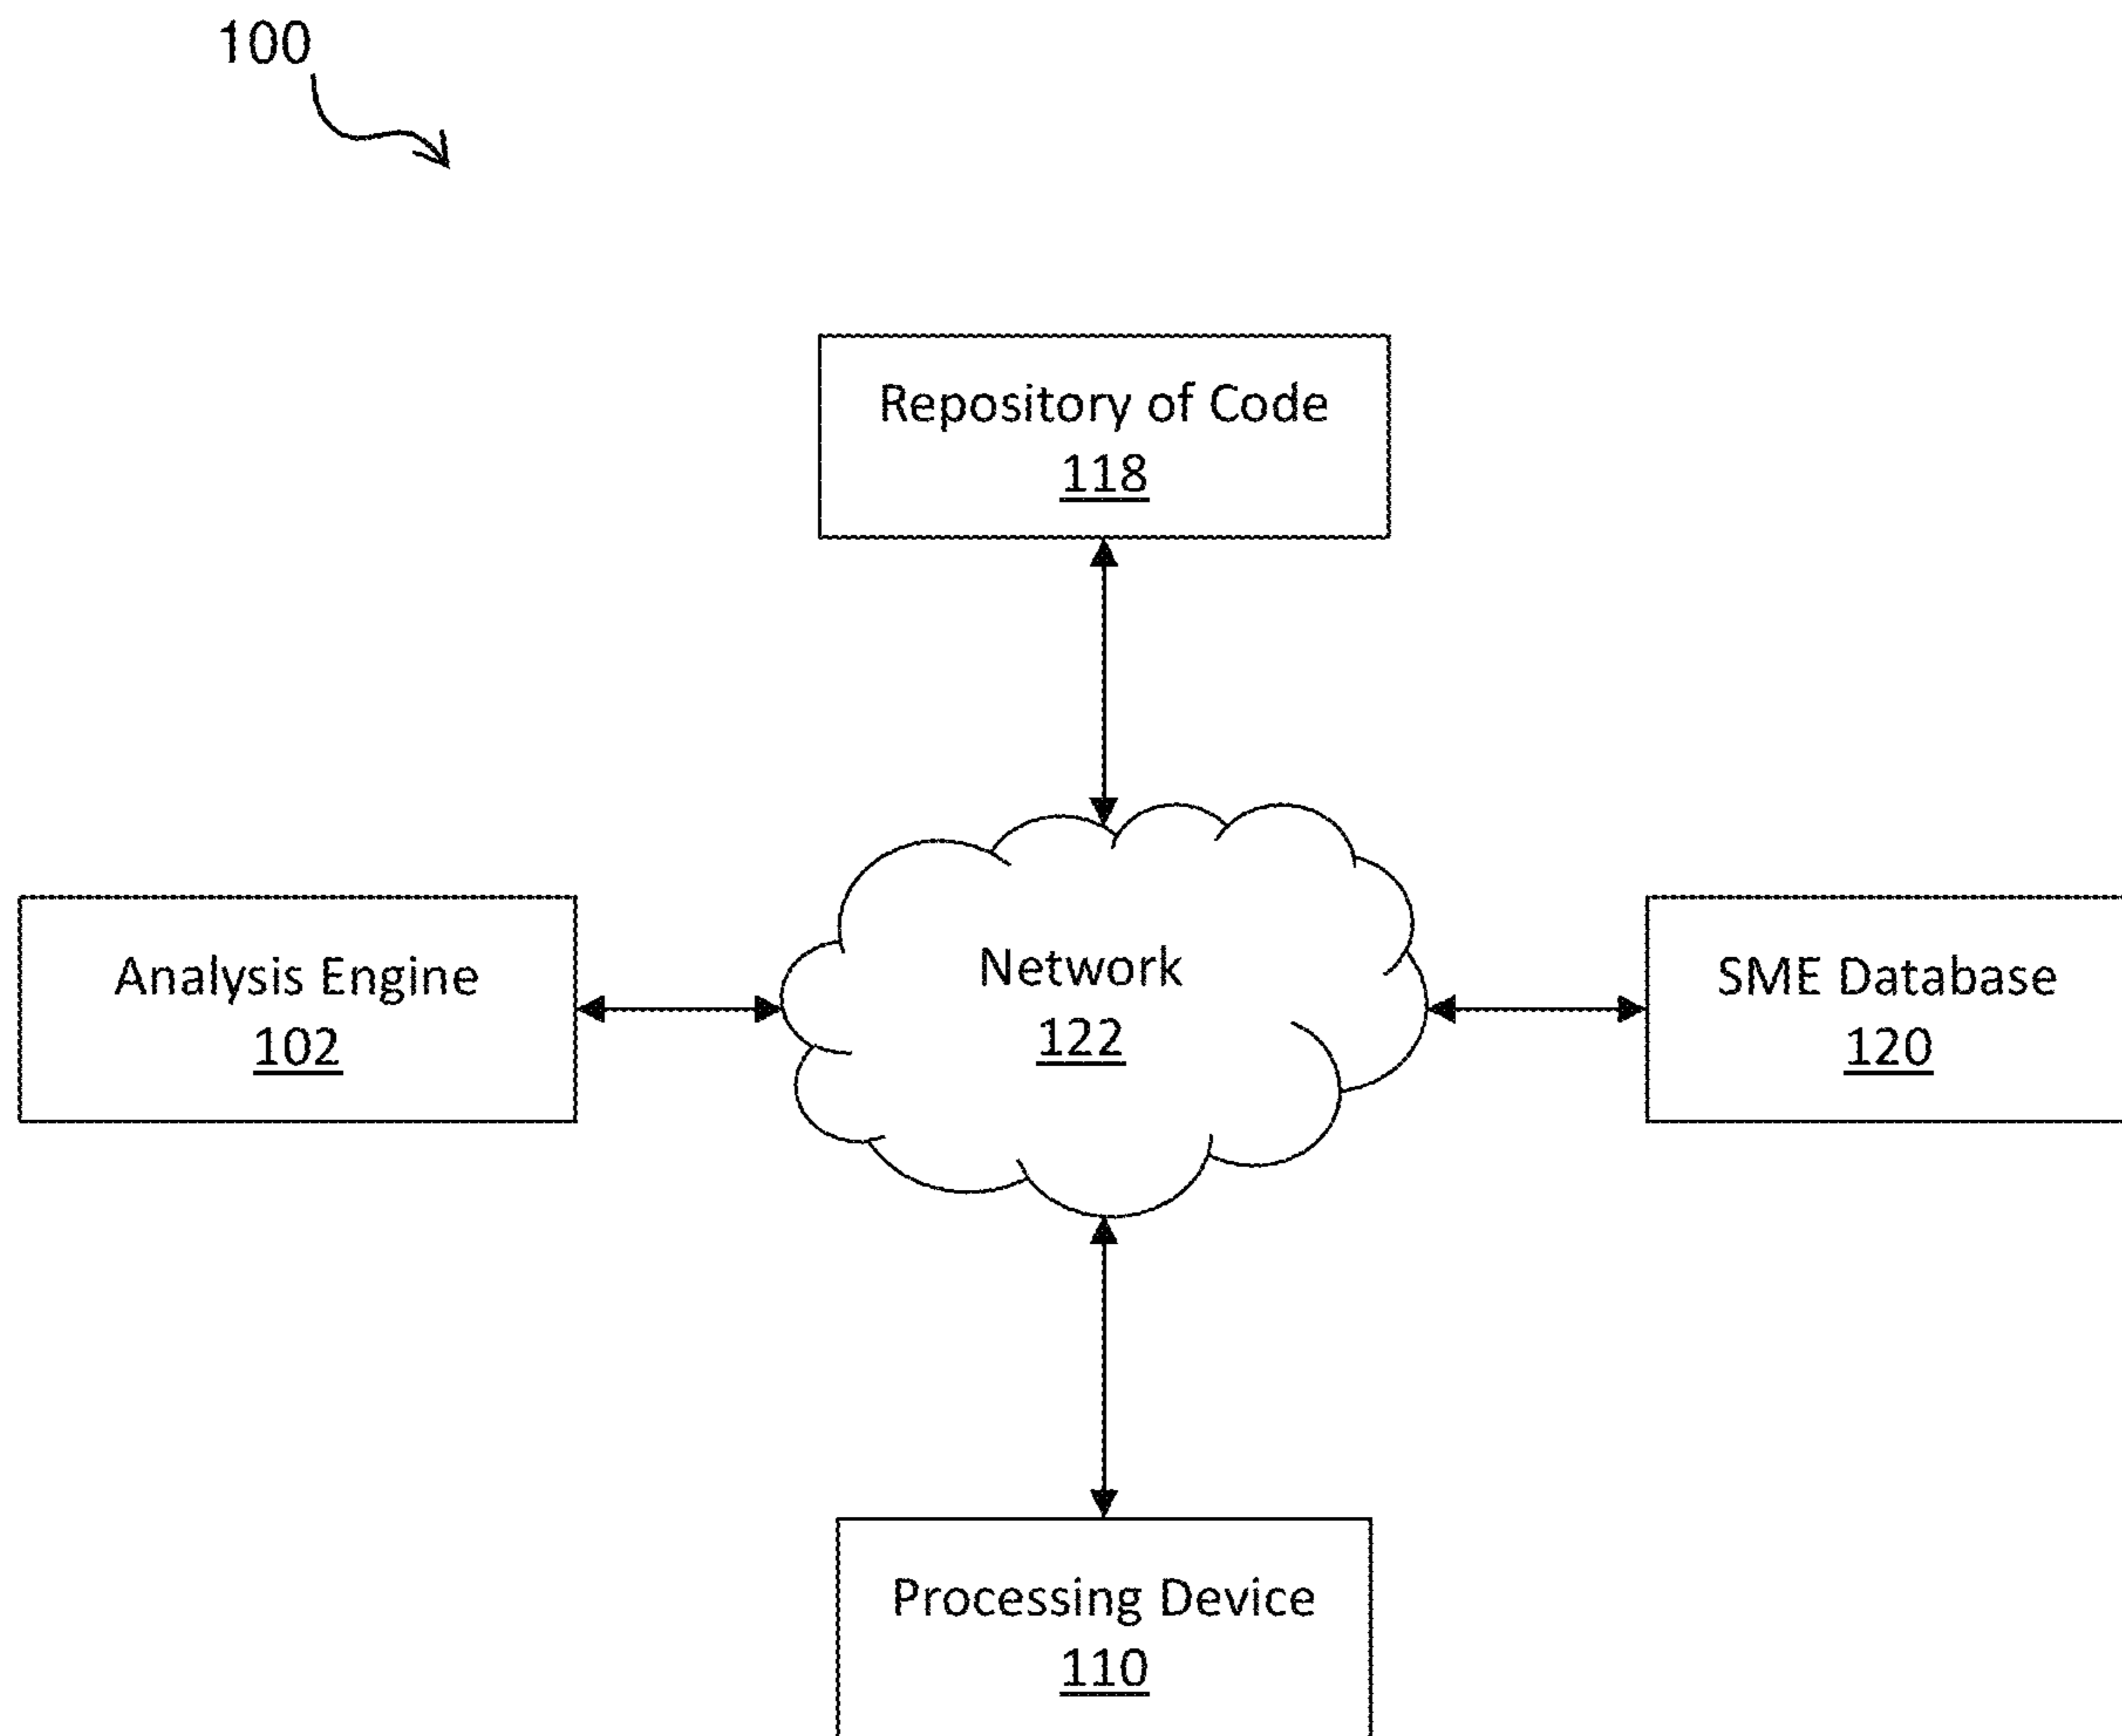 100
Repository of Code
118
Analysis Engine
102
Network
122
SME Database
120
Processing Device
110